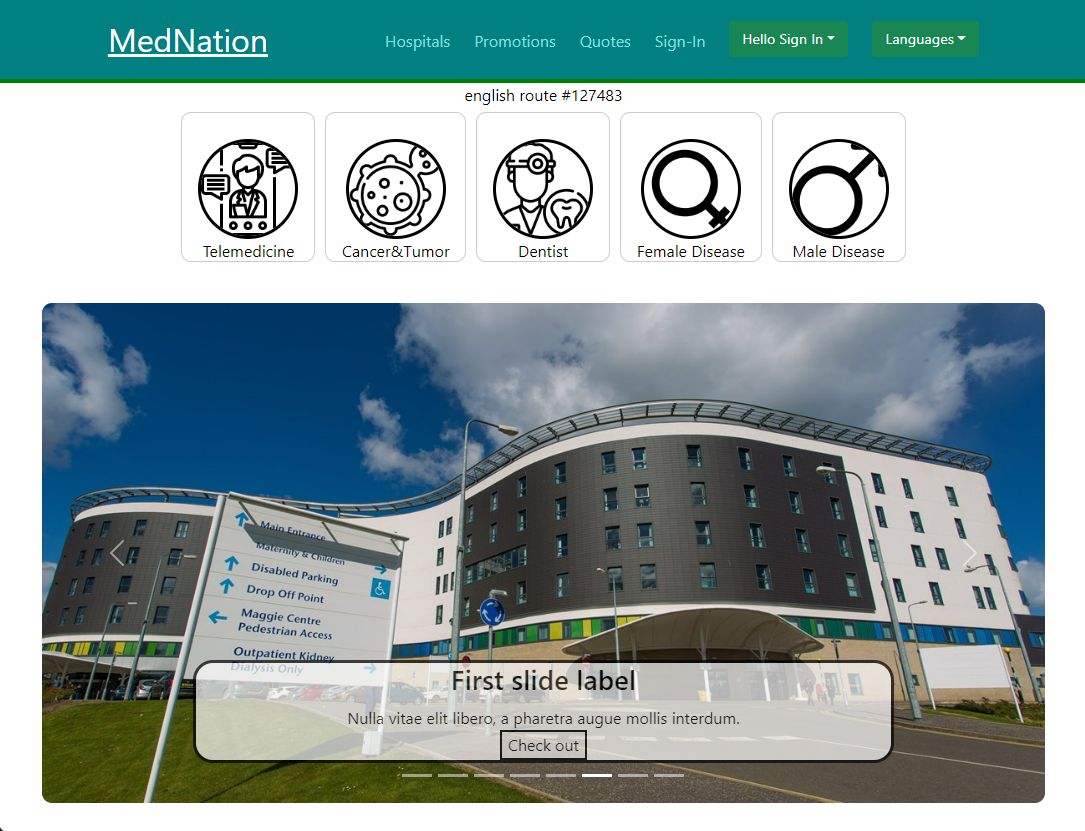 MedNation
Hospitals Promotions Quotes Sign-In Hello Sign In Languages
english route #127483
Telemedicine Cancer&Tumor Dentist Female Disease Male Disease
Main Entrance
Maternity & Children
Disabled Parking
Drop Off Point
Maggie Centre
Pedestrian Access
Outpatient Kidney
Dialysis Only
First slide label
Nulla vitae elit libero, a pharetra augue mollis interdum.
Check out